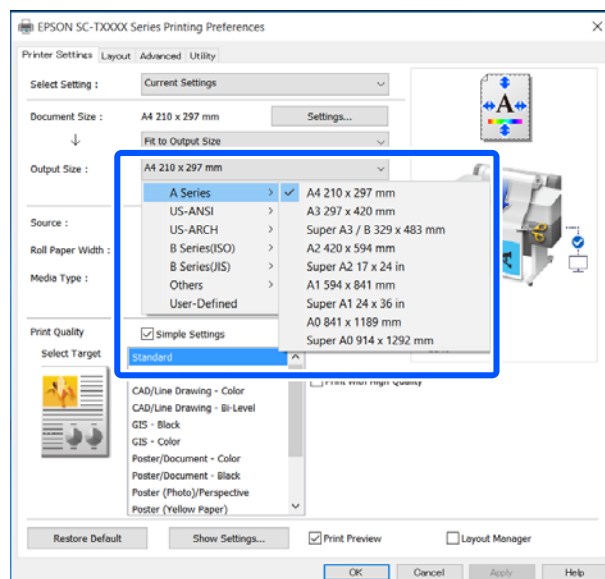 EPSON SC-TXXXX Series Printing Preferences
Printer Settings Layout Advanced Utility
Select Setting : Current Settings
Document Size : A4 210 x 297 mm Settings...
Fit to Output Size
Output Size : A4 210 x 297 mm
A Series
US-ANSI
US-ARCH
B Series(ISO)
B Series(JIS)
Others
User-Defined
A4 210 x 297 mm
A3 297 x 420 mm
Super A3 / B 329 x 483 mm
A2 420 x 594 mm
Super A2 17 x 24 in
A1 594 x 841 mm
Super A1 24 x 36 in
A0 841 x 1189 mm
Super A0 914 x 1292 mm
Source :
Roll Paper Width :
Media Type :
Print Quality Simple Settings
Select Target Standard
Print with High Quality
CAD/Line Drawing - Color
CAD/Line Drawing - Bi-Level
GIS - Black
GIS - Color
Poster/Document - Color
Poster/Document - Black
Poster (Photo)/Perspective
Poster (Yellow Paper)
Restore Default Show Settings... Print Preview Layout Manager
OK Cancel Apply Help
A